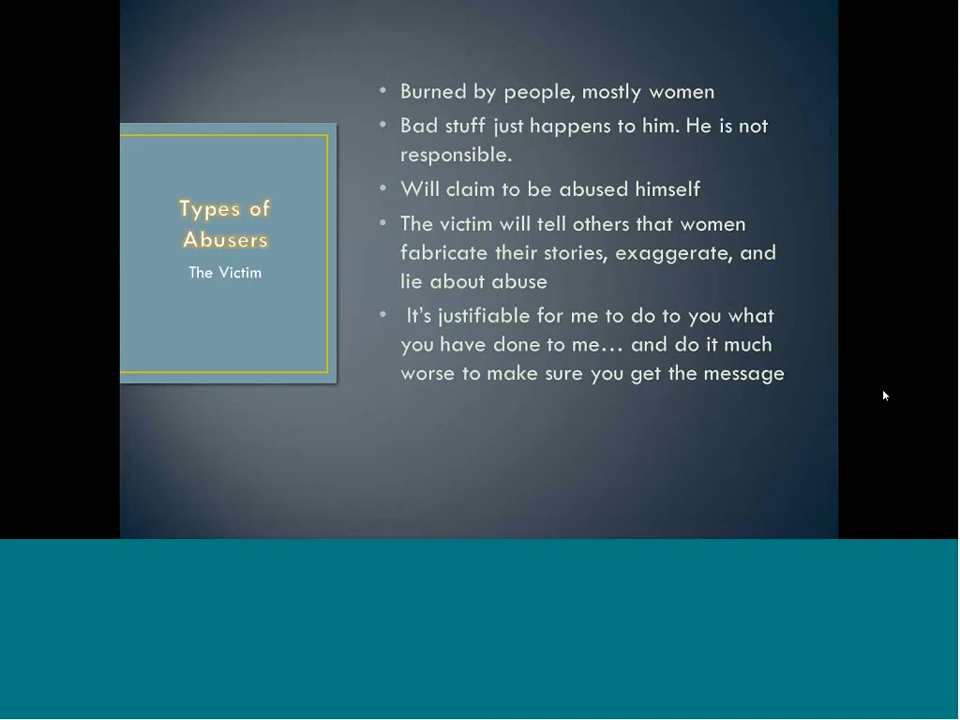 Types of
Abusers
The Victim
• Burned by people, mostly women
• Bad stuff just happens to him. He is not
responsible.
• Will claim to be abused himself
• The victim will tell others that women
fabricate their stories, exaggerate, and
lie about abuse
• It's justifiable for me to do to you what
you have done to me… and do it much
worse to make sure you get the message